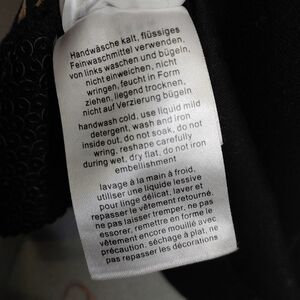 Handwäsche kalt, flüssiges
Feinwaschmittel verwenden,
von links waschen und bügeln,
nicht einweichen, nicht
wringen, feucht in Form
ziehen, liegend trocknen,
nicht auf Verzierung bügeln
handwash cold, use liquid mild
detergent, wash and iron
inside out, do not soak, do not
wring, reshape carefully
during wet, dry flat, do not iron
embellishment
lavage à la main à froid,
utiliser une liquide lessive
pour linge délicat, laver et
repasser le vêtement retourné,
ne pas laisser tremper, ne pas
essorer, remettre en forme le
vêtement encore mouillé avec
précaution, séchage à plat, ne
pas repasser les décorations